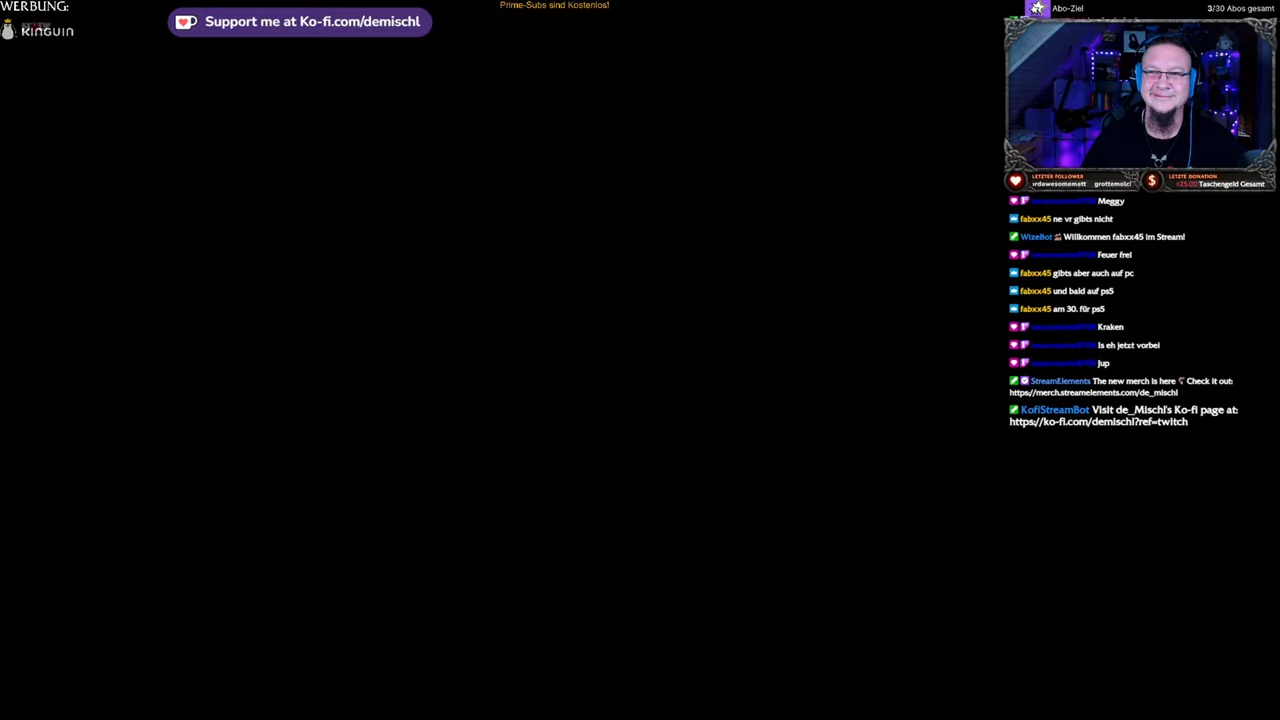 WERBUNG:
KINGUIN
Support me at Ko-fi.com/demischl
Prime-Subs sind Kostenlos!
Abo-Ziel
3/30 Abos gesamt
LETZTER FOLLOWER
ordawesomematt grottemolch
LETZTE DONATION
€25.00 Taschengeld Gesamt
Meggy
fabxx45 ne vr gibts nicht
WizeBot Willkommen fabxx45 im Stream!
Feuer frei
fabxx45 gibts aber auch auf pc
fabxx45 und bald auf ps5
fabxx45 am 30. für ps5
Kraken
Is eh jetzt vorbei
Jup
StreamElements The new merch is here Check it out:
https://merch.streamelements.com/de_mischl
KofiStreamBot Visit de_Mischl's Ko-fi page at:
https://ko-fi.com/demischl?ref=twitch